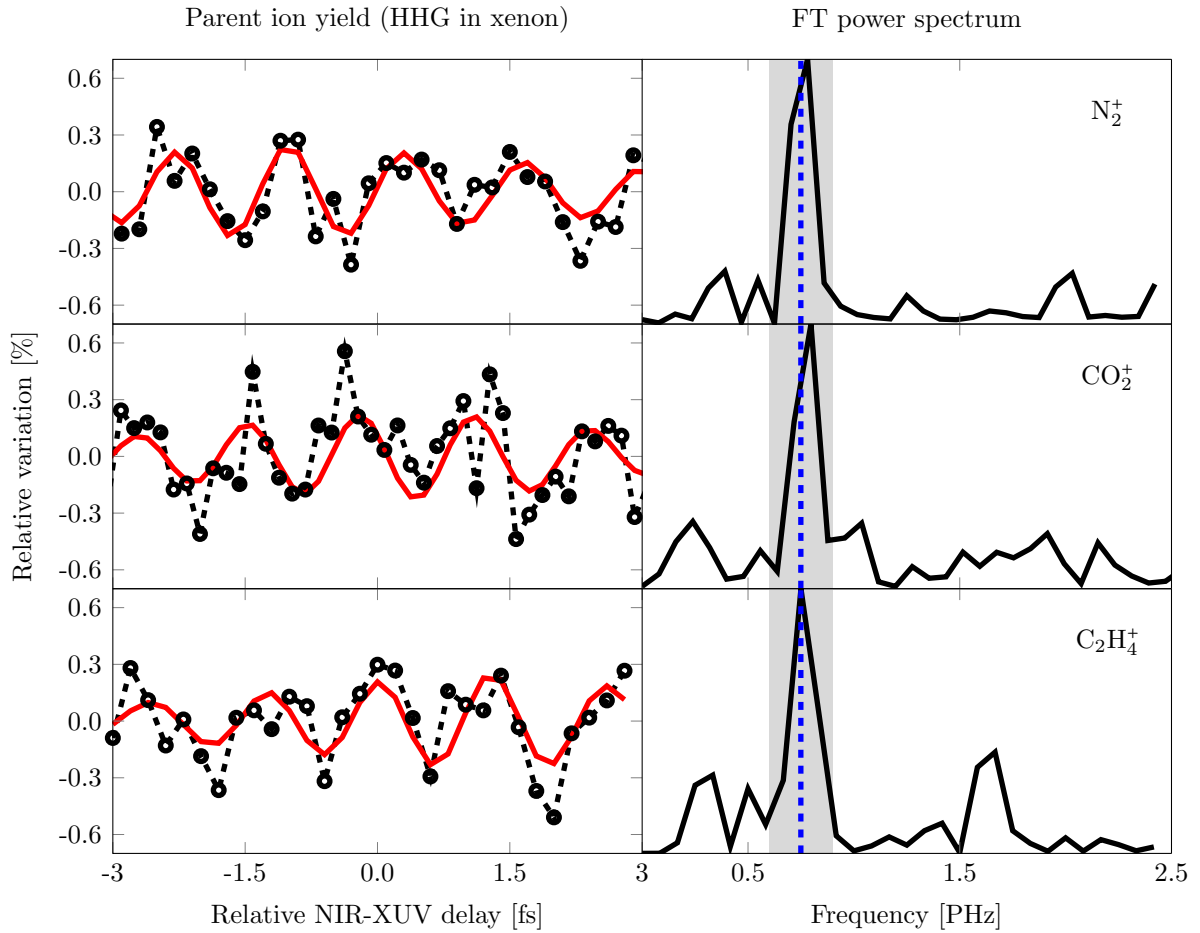 Parent ion yield (HHG in xenon)
FT power spectrum
0.6
0.3
0.0
-0.3
-0.6
N₂⁺
0.6
0.3
0.0
-0.3
-0.6
CO₂⁺
0.6
0.3
0.0
-0.3
-0.6
C₂H₄⁺
Relative variation [%]
-3
-1.5
0.0
1.5
3
0.5
1.5
2.5
Relative NIR-XUV delay [fs]
Frequency [PHz]